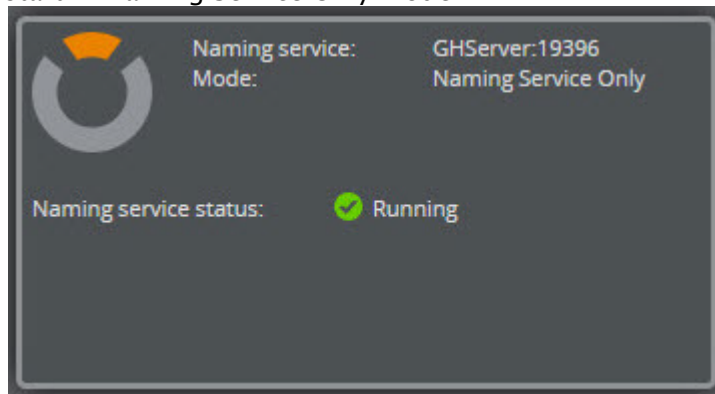 Naming service: GHServer:19396
Mode: Naming Service Only
Naming service status: Running